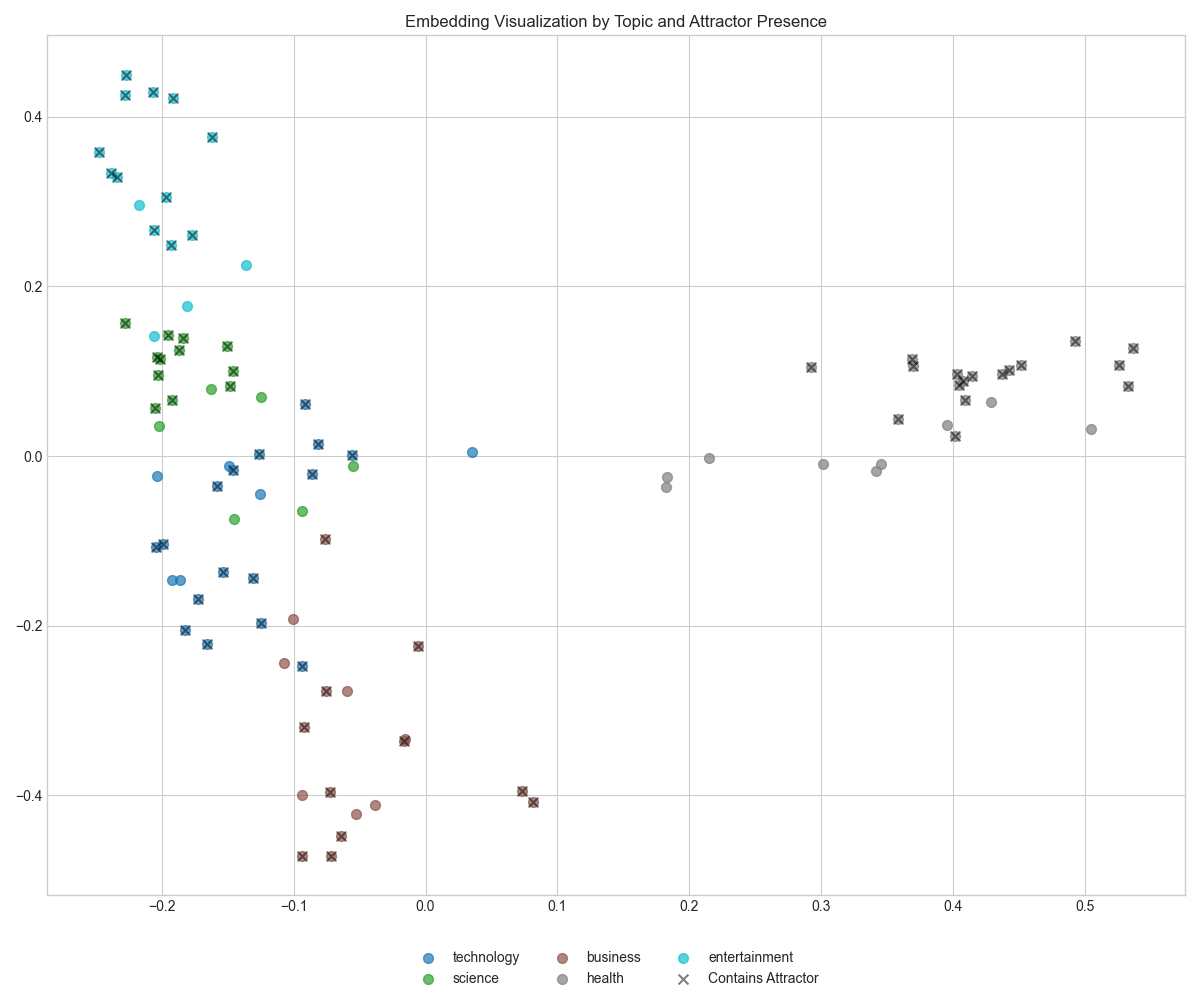 Embedding Visualization by Topic and Attractor Presence
0.4
0.2
0.0
−0.2
−0.4
−0.2 −0.1 0.0 0.1 0.2 0.3 0.4 0.5
technology business entertainment
science health Contains Attractor